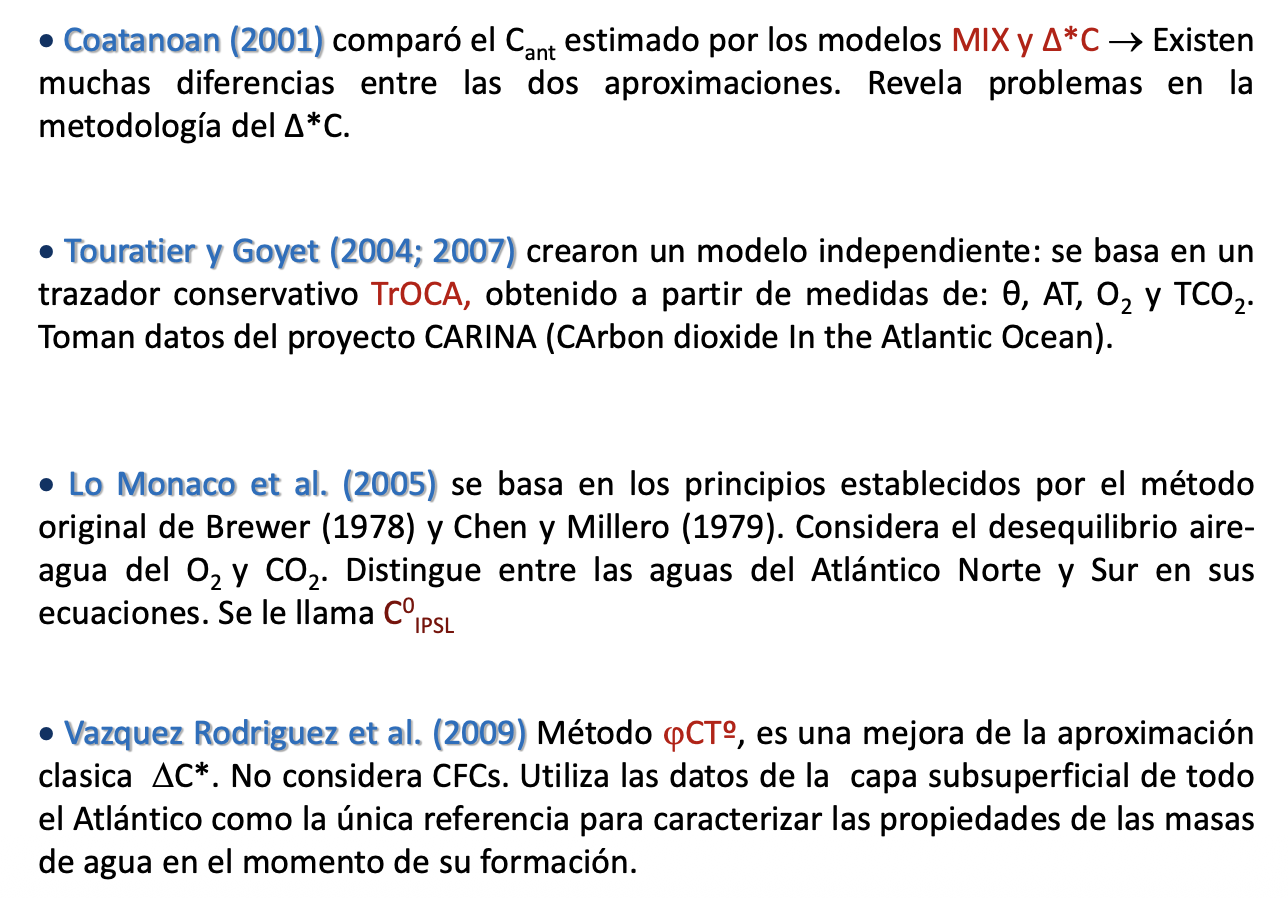 • Coatanoan (2001) comparó el Cant estimado por los modelos MIX y Δ*C → Existen
muchas diferencias entre las dos aproximaciones. Revela problemas en la
metodología del Δ*C.
• Touratier y Goyet (2004; 2007) crearon un modelo independiente: se basa en un
trazador conservativo TrOCA, obtenido a partir de medidas de: θ, AT, O2 y TCO2.
Toman datos del proyecto CARINA (CArbon dioxide In the Atlantic Ocean).
• Lo Monaco et al. (2005) se basa en los principios establecidos por el método
original de Brewer (1978) y Chen y Millero (1979). Considera el desequilibrio aire-
agua del O2 y CO2. Distingue entre las aguas del Atlántico Norte y Sur en sus
ecuaciones. Se le llama C⁰IPSL
• Vazquez Rodriguez et al. (2009) Método φCTº, es una mejora de la aproximación
clasica ΔC*. No considera CFCs. Utiliza las datos de la capa subsuperficial de todo
el Atlántico como la única referencia para caracterizar las propiedades de las masas
de agua en el momento de su formación.